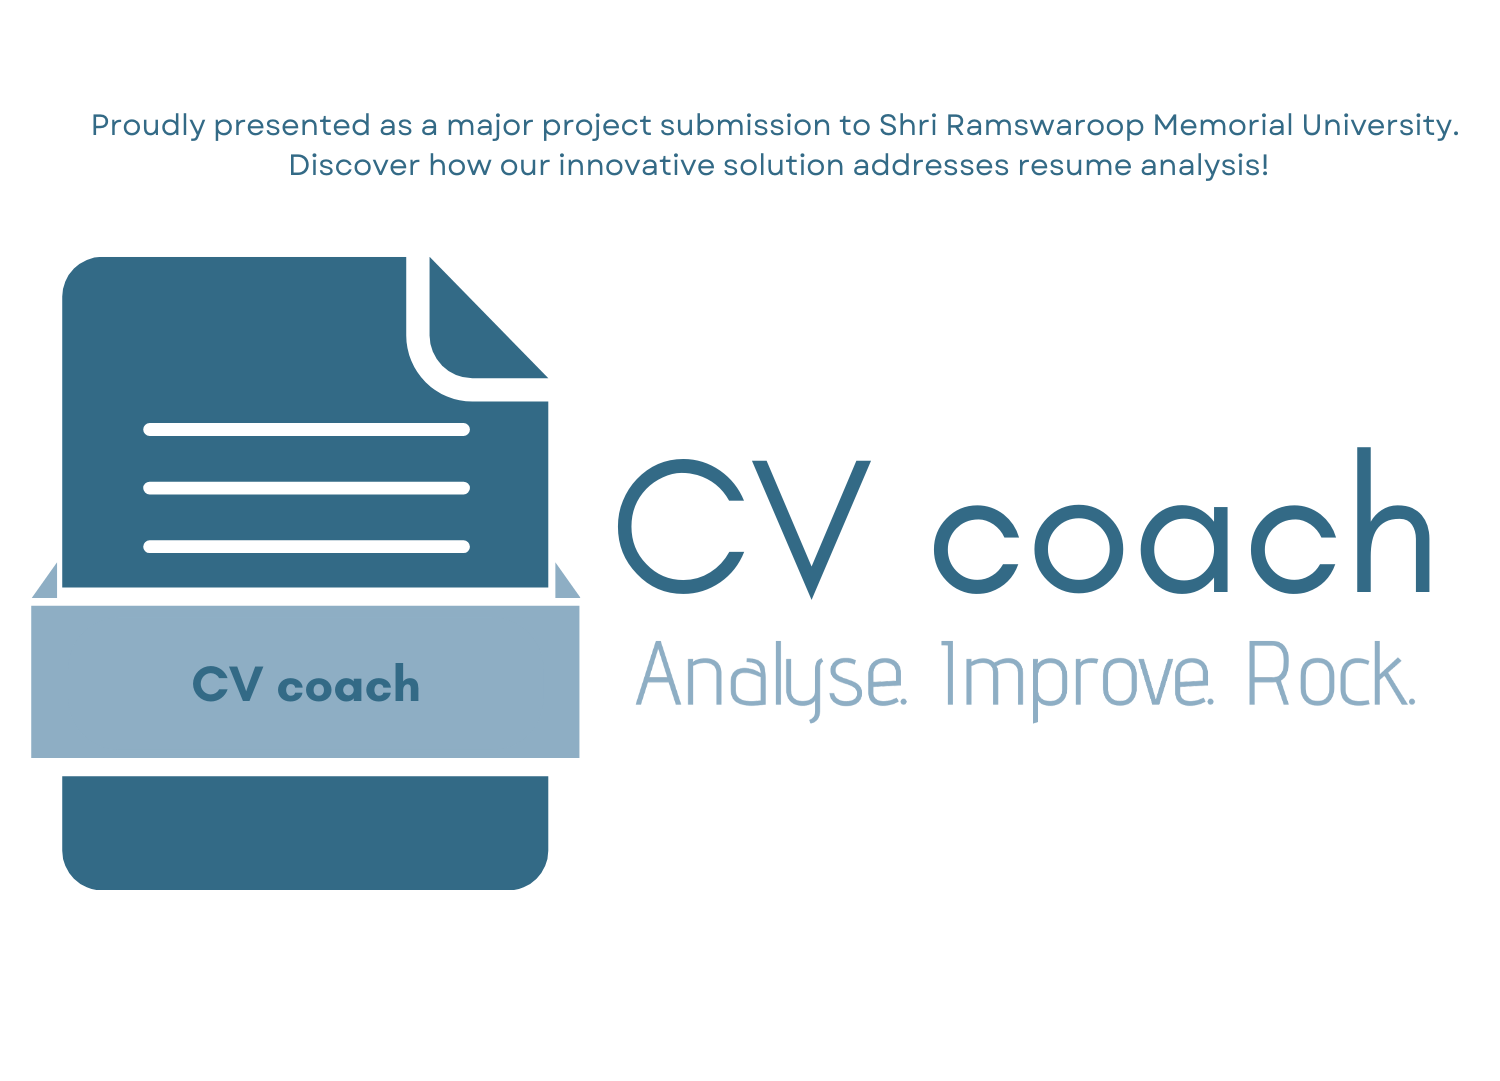 Proudly presented as a major project submission to Shri Ramswaroop Memorial University.
Discover how our innovative solution addresses resume analysis!
CV coach
CV coach
Analyse. Improve. Rock.